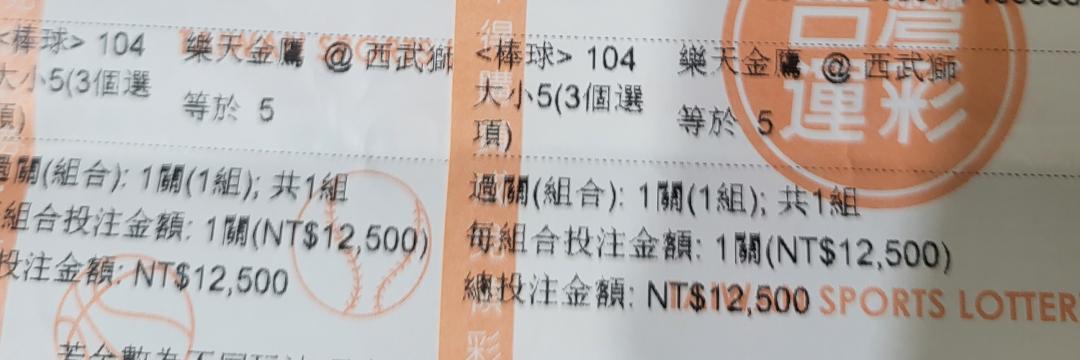 <棒球> 104 樂天金鷹 @ 西武獅
大小5(3個選
項)
等於 5
過關(組合): 1關(1組); 共1組
組合投注金額: 1關(NT$12,500)
投注金額: NT$12,500
<棒球> 104 樂天金鷹 @ 西武獅
大小5(3個選
項)
等於 5
過關(組合): 1關(1組); 共1組
每組合投注金額: 1關(NT$12,500)
總投注金額: NT$12,500
SPORTS LOTTER
運彩